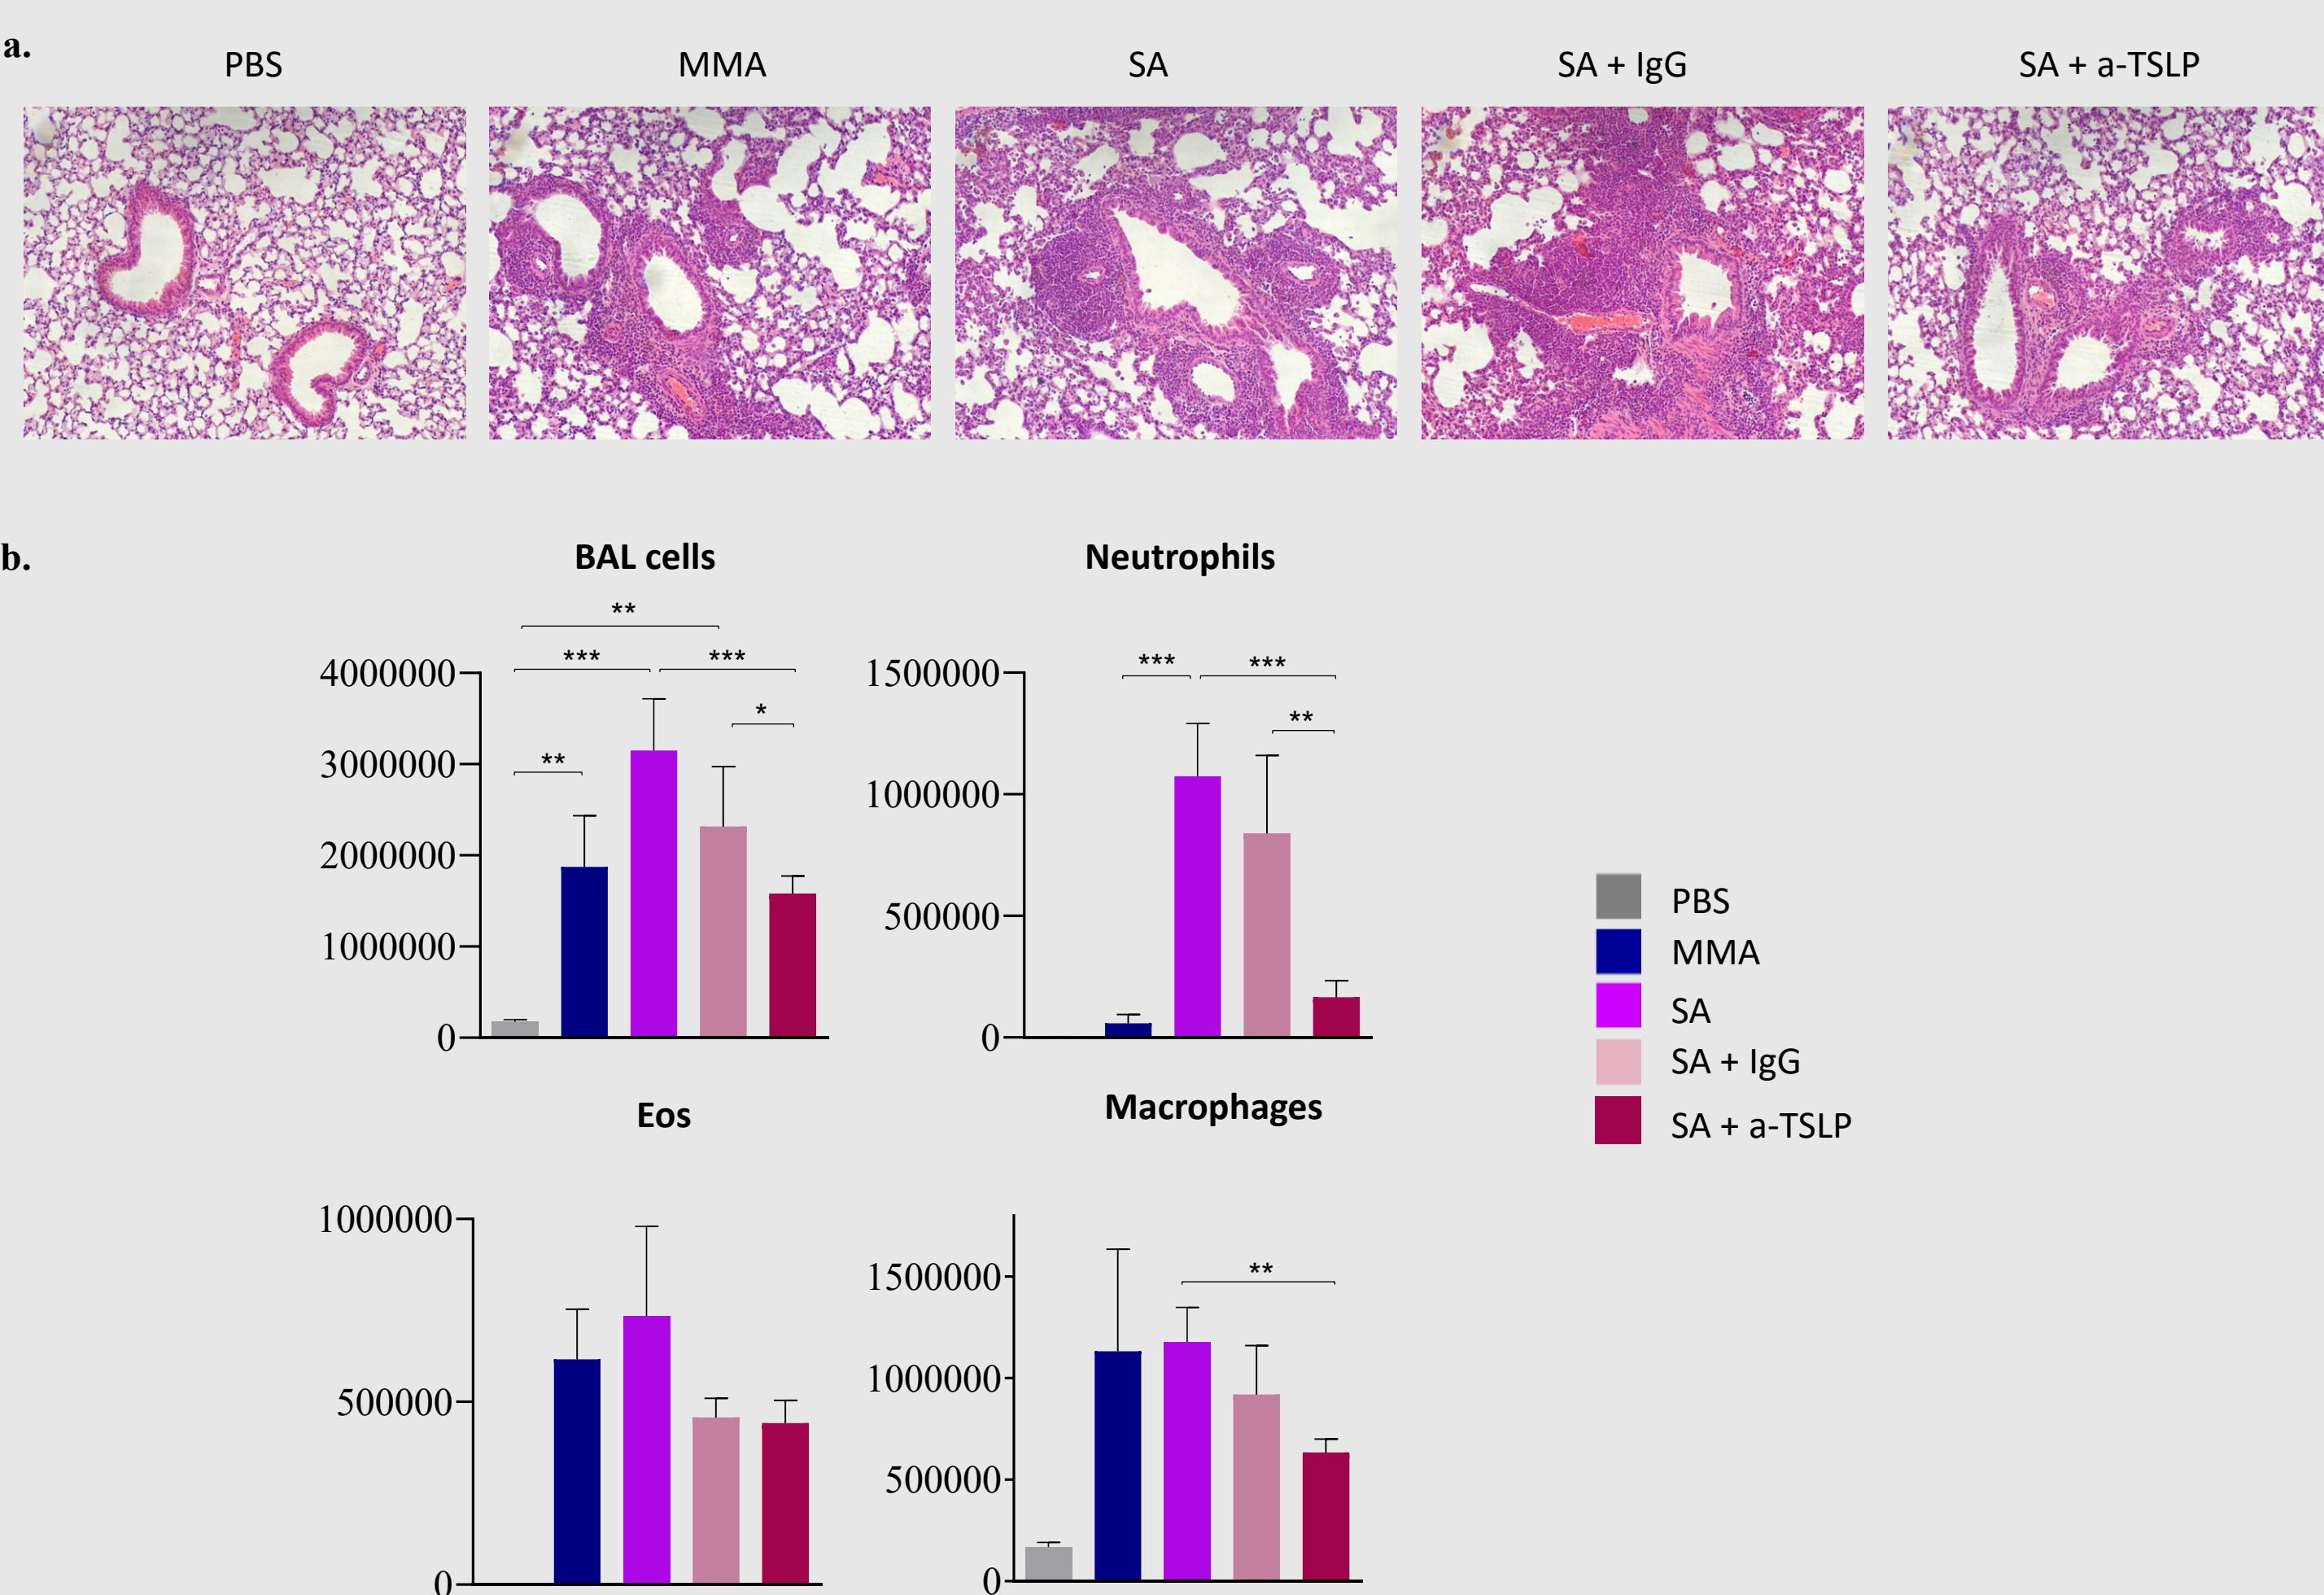 a.
PBS MMA SA SA + IgG SA + a-TSLP
b.
BAL cells
**
*** ***
*
**
4000000
3000000
2000000
1000000
0
Neutrophils
*** ***
**
1500000
1000000
500000
0
PBS
MMA
SA
SA + IgG
SA + a-TSLP
Eos
1000000
500000
0
Macrophages
**
1500000
1000000
500000
0